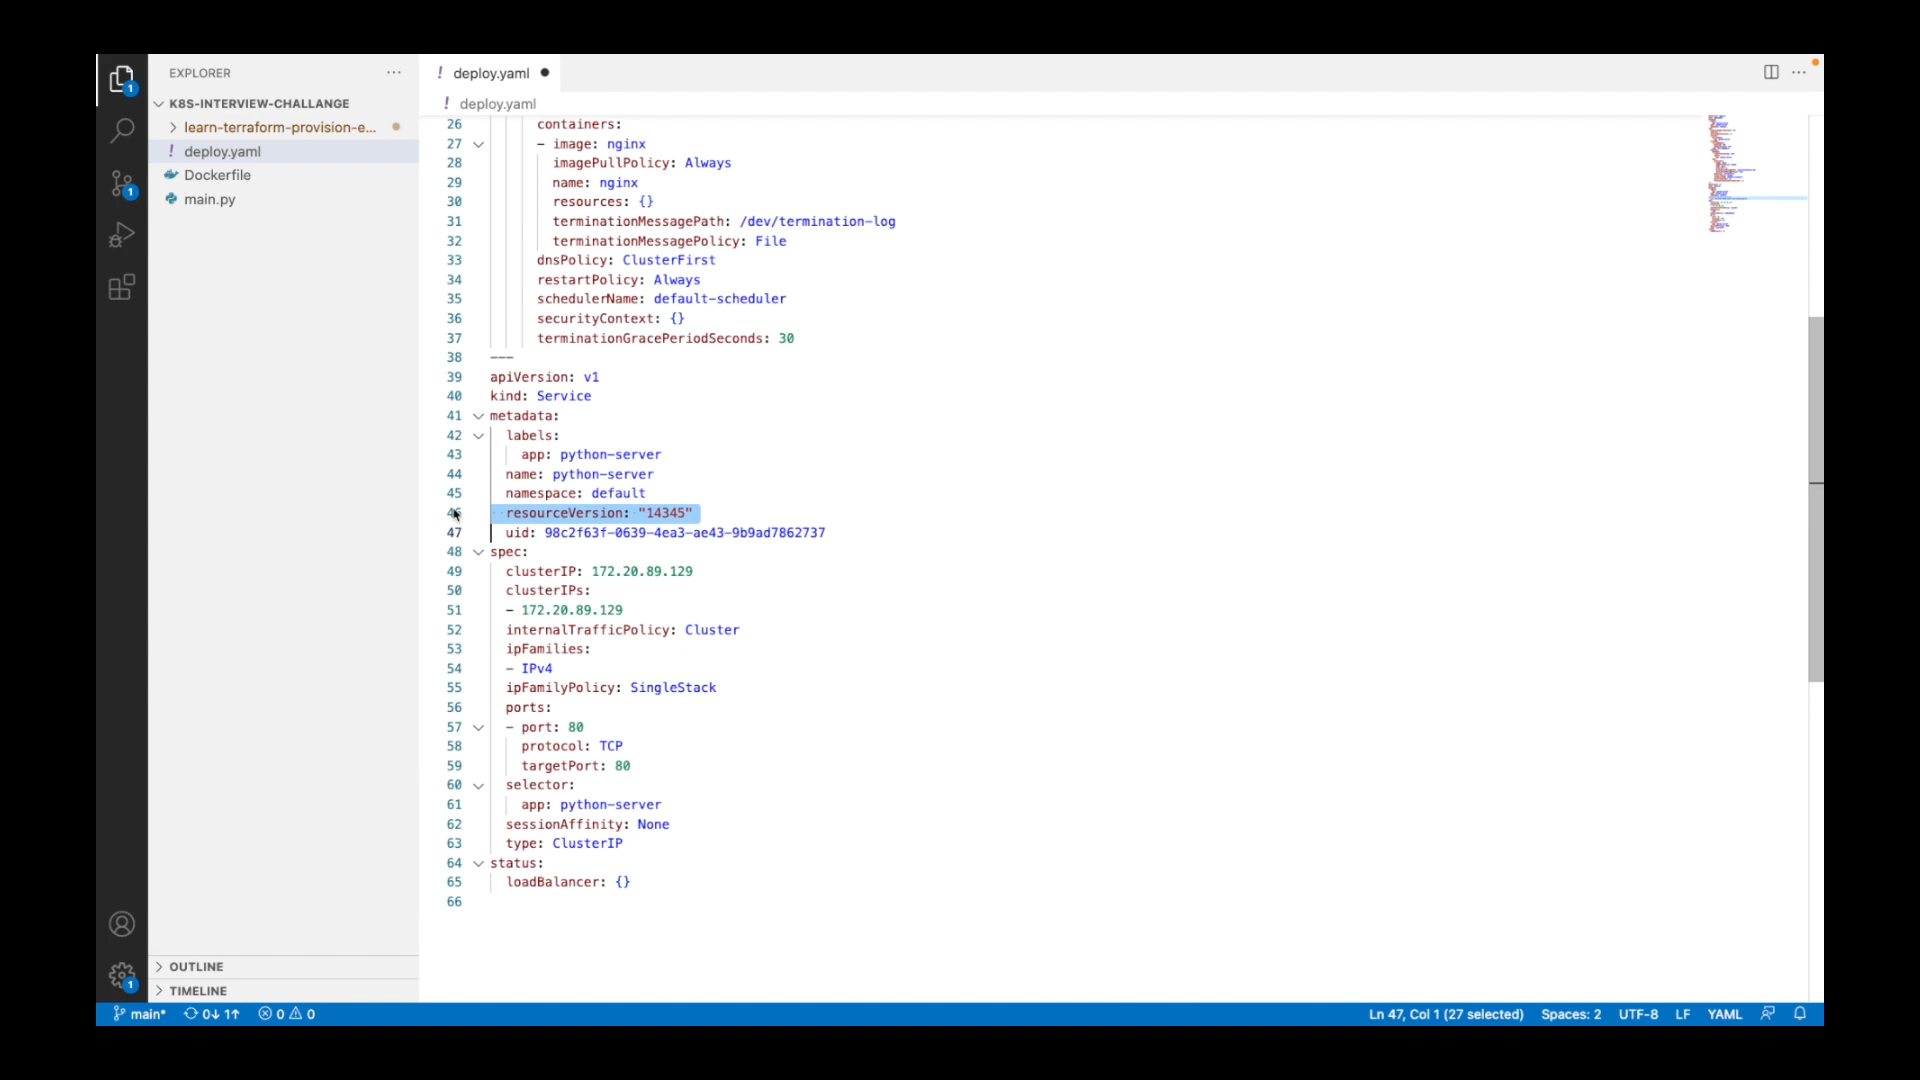 EXPLORER
K8S-INTERVIEW-CHALLANGE
learn-terraform-provision-e...
! deploy.yaml
Dockerfile
main.py
OUTLINE
TIMELINE
1
1
1
! deploy.yaml
! deploy.yaml
26 containers:
27 - image: nginx
28 imagePullPolicy: Always
29 name: nginx
30 resources: {}
31 terminationMessagePath: /dev/termination-log
32 terminationMessagePolicy: File
33 dnsPolicy: ClusterFirst
34 restartPolicy: Always
35 schedulerName: default-scheduler
36 securityContext: {}
37 terminationGracePeriodSeconds: 30
38 ---
39 apiVersion: v1
40 kind: Service
41 metadata:
42 labels:
43 app: python-server
44 name: python-server
45 namespace: default
46 resourceVersion: "14345"
47 uid: 98c2f63f-0639-4ea3-ae43-9b9ad7862737
48 spec:
49 clusterIP: 172.20.89.129
50 clusterIPs:
51 - 172.20.89.129
52 internalTrafficPolicy: Cluster
53 ipFamilies:
54 - IPv4
55 ipFamilyPolicy: SingleStack
56 ports:
57 - port: 80
58 protocol: TCP
59 targetPort: 80
60 selector:
61 app: python-server
62 sessionAffinity: None
63 type: ClusterIP
64 status:
65 loadBalancer: {}
66
main* 0↓ 1↑ 0 0 Ln 47, Col 1 (27 selected) Spaces: 2 UTF-8 LF YAML